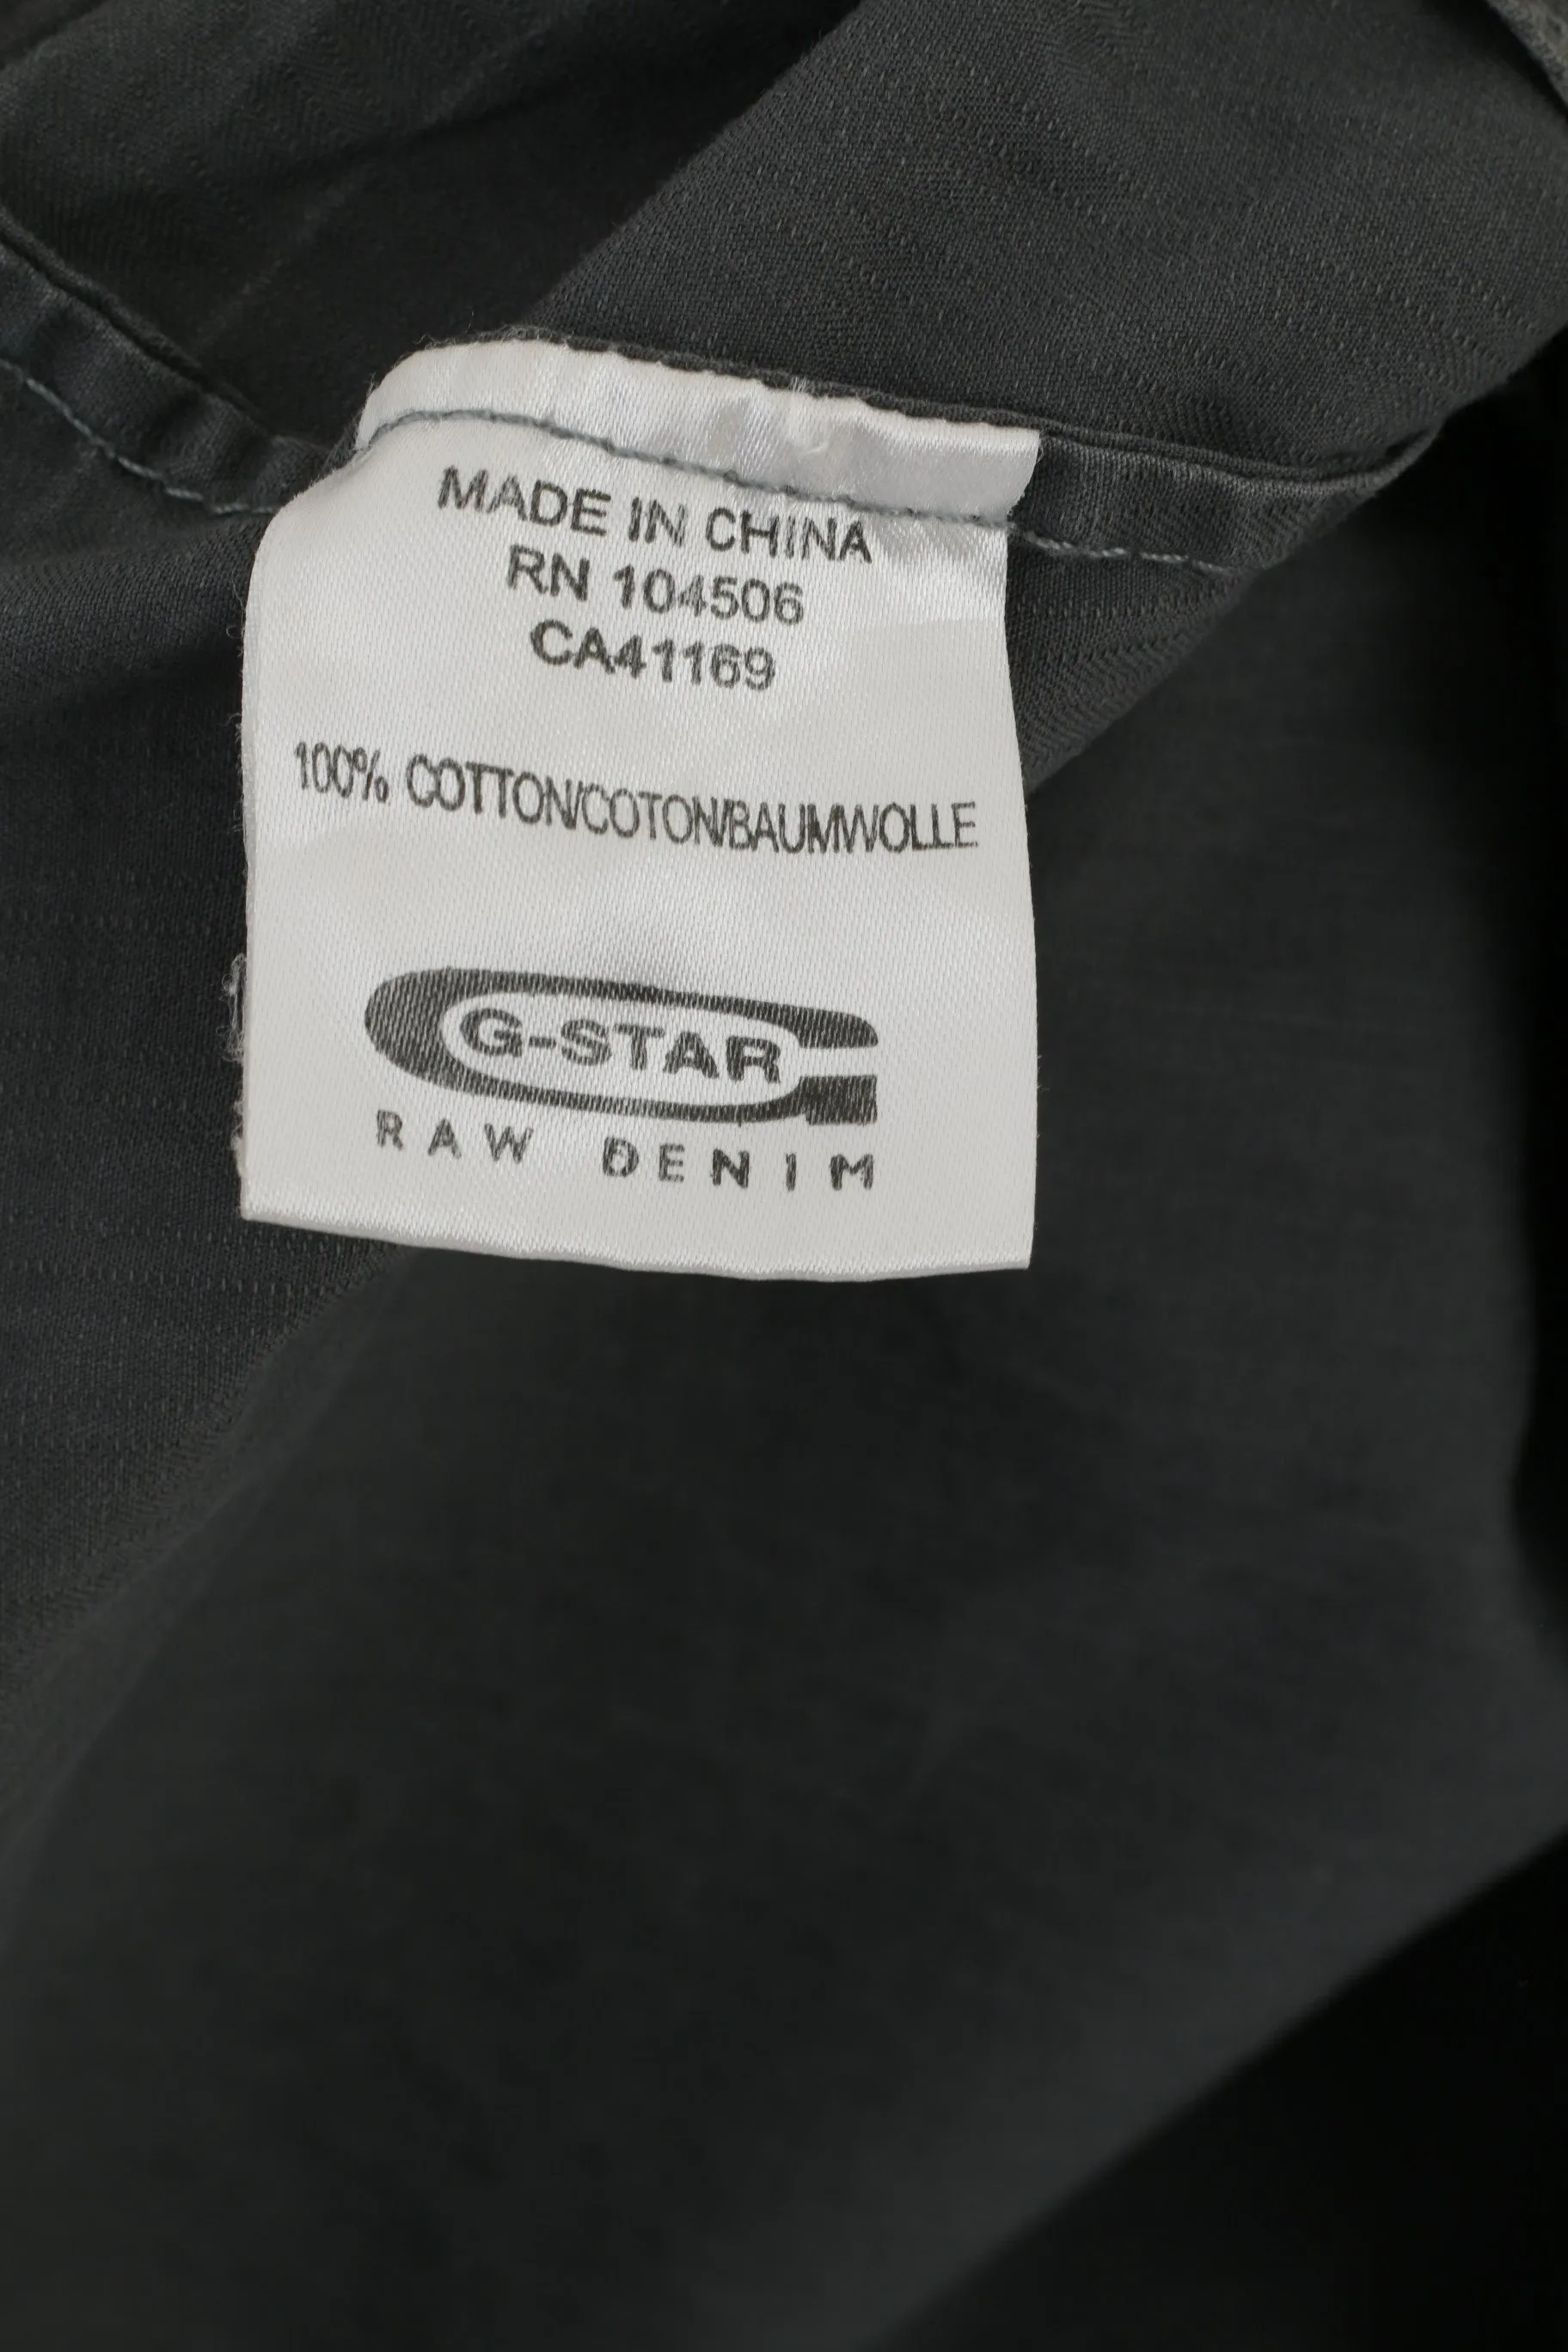 MADE IN CHINA
RN 104506
CA41169
100% COTTON/COTON/BAUMWOLLE
G-STAR
RAW DENIM